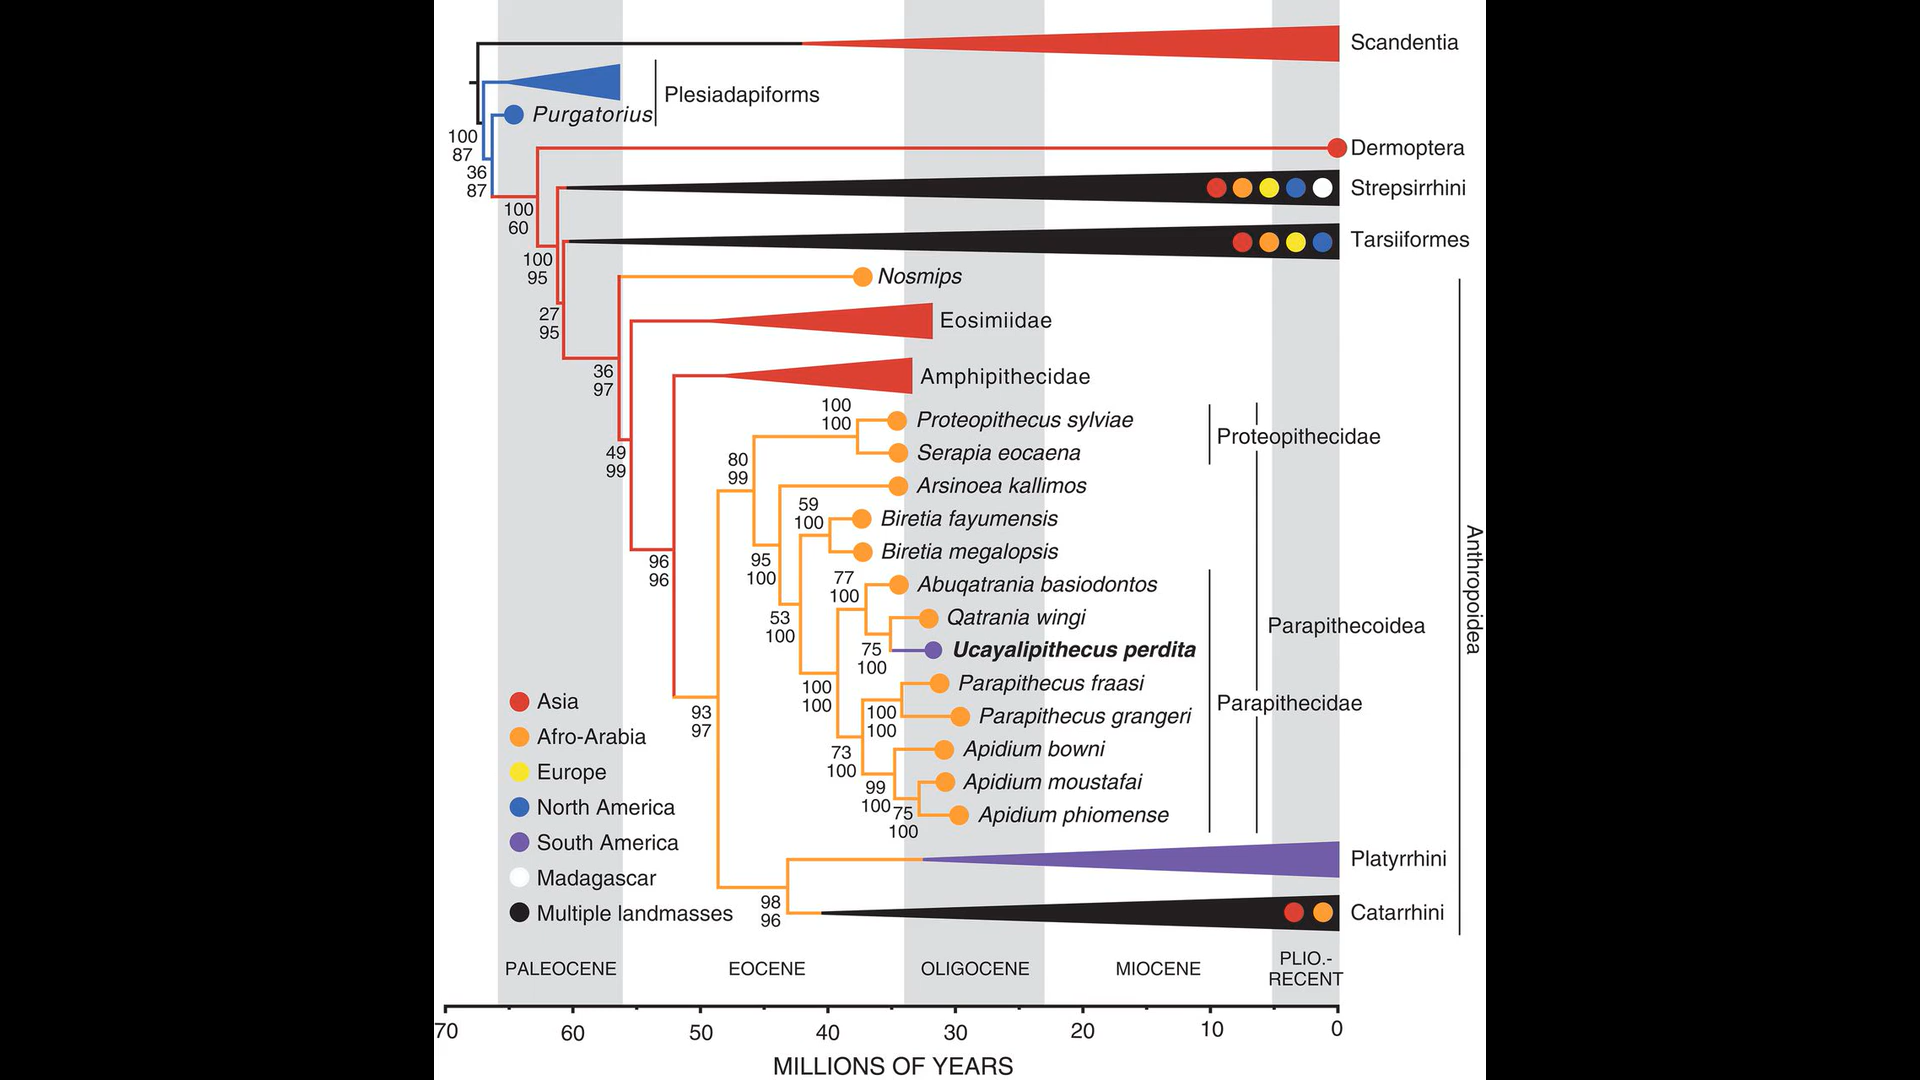 Scandentia
Plesiadapiforms
Purgatorius
100
87
Dermoptera
36
87
Strepsirrhini
100
60
Tarsiiformes
100
95
Nosmips
27
95
Eosimiidae
36
97
Amphipithecidae
100
100
Proteopithecus sylviae
Proteopithecidae
49
99
80
99
Serapia eocaena
Arsinoea kallimos
59
100
Biretia fayumensis
Biretia megalopsis
96
96
95
100
77
100
Abuqatrania basiodontos
53
100
Qatrania wingi
Parapithecoidea
Anthropoidea
75
100
Ucayalipithecus perdita
100
100
Parapithecus fraasi
Parapithecidae
93
97
100
100
Parapithecus grangeri
73
100
Apidium bowni
99
100
Apidium moustafai
75
100
Apidium phiomense
Asia
Afro-Arabia
Europe
North America
South America
Madagascar
Multiple landmasses
Platyrrhini
98
96
Catarrhini
PALEOCENE EOCENE OLIGOCENE MIOCENE PLIO.-
RECENT
70 60 50 40 30 20 10 0
MILLIONS OF YEARS